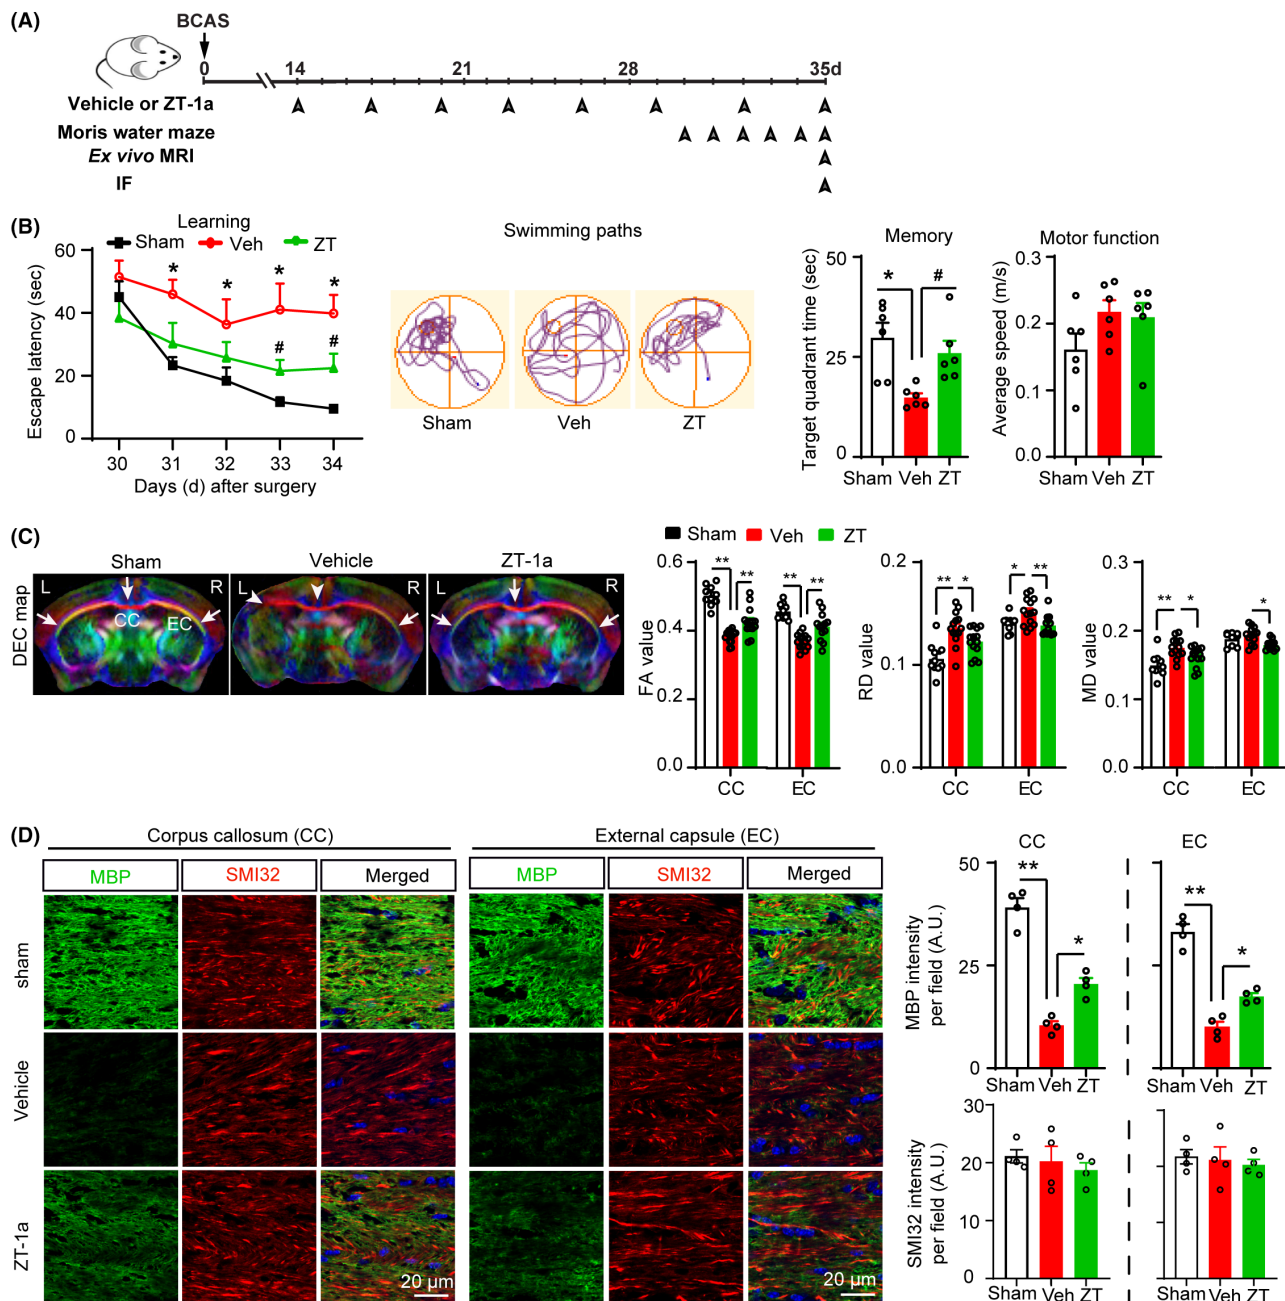 (A)
BCAS
0 14 21 28 35d
Vehicle or ZT-1a
Moris water maze
Ex vivo MRI
IF
(B)
Learning
Sham Veh ZT
Escape latency (sec)
60
40
20
0
* * * *
# #
30 31 32 33 34
Days (d) after surgery
Swimming paths
Sham Veh ZT
Memory
Target quadrant time (sec)
50
25
0
* #
Sham Veh ZT
Motor function
Average speed (m/s)
0.3
0.2
0.1
0.0
Sham Veh ZT
(C)
Sham Vehicle ZT-1a
DEC map
L R L R L R
CC EC
Sham Veh ZT
FA value
0.6
0.4
0.2
0.0
** ** ** **
CC EC
RD value
0.2
0.1
0.0
** * * **
CC EC
MD value
0.3
0.2
0.1
0.0
** * *
CC EC
(D)
Corpus callosum (CC)
External capsule (EC)
MBP SMI32 Merged MBP SMI32 Merged
sham
Vehicle
ZT-1a
20 µm
20 µm
CC EC
MBP intensity
per field (A.U.)
50
25
0
** *
** *
Sham Veh ZT
Sham Veh ZT
SMI32 intensity
per field (A.U.)
30
20
10
0
Sham Veh ZT
Sham Veh ZT